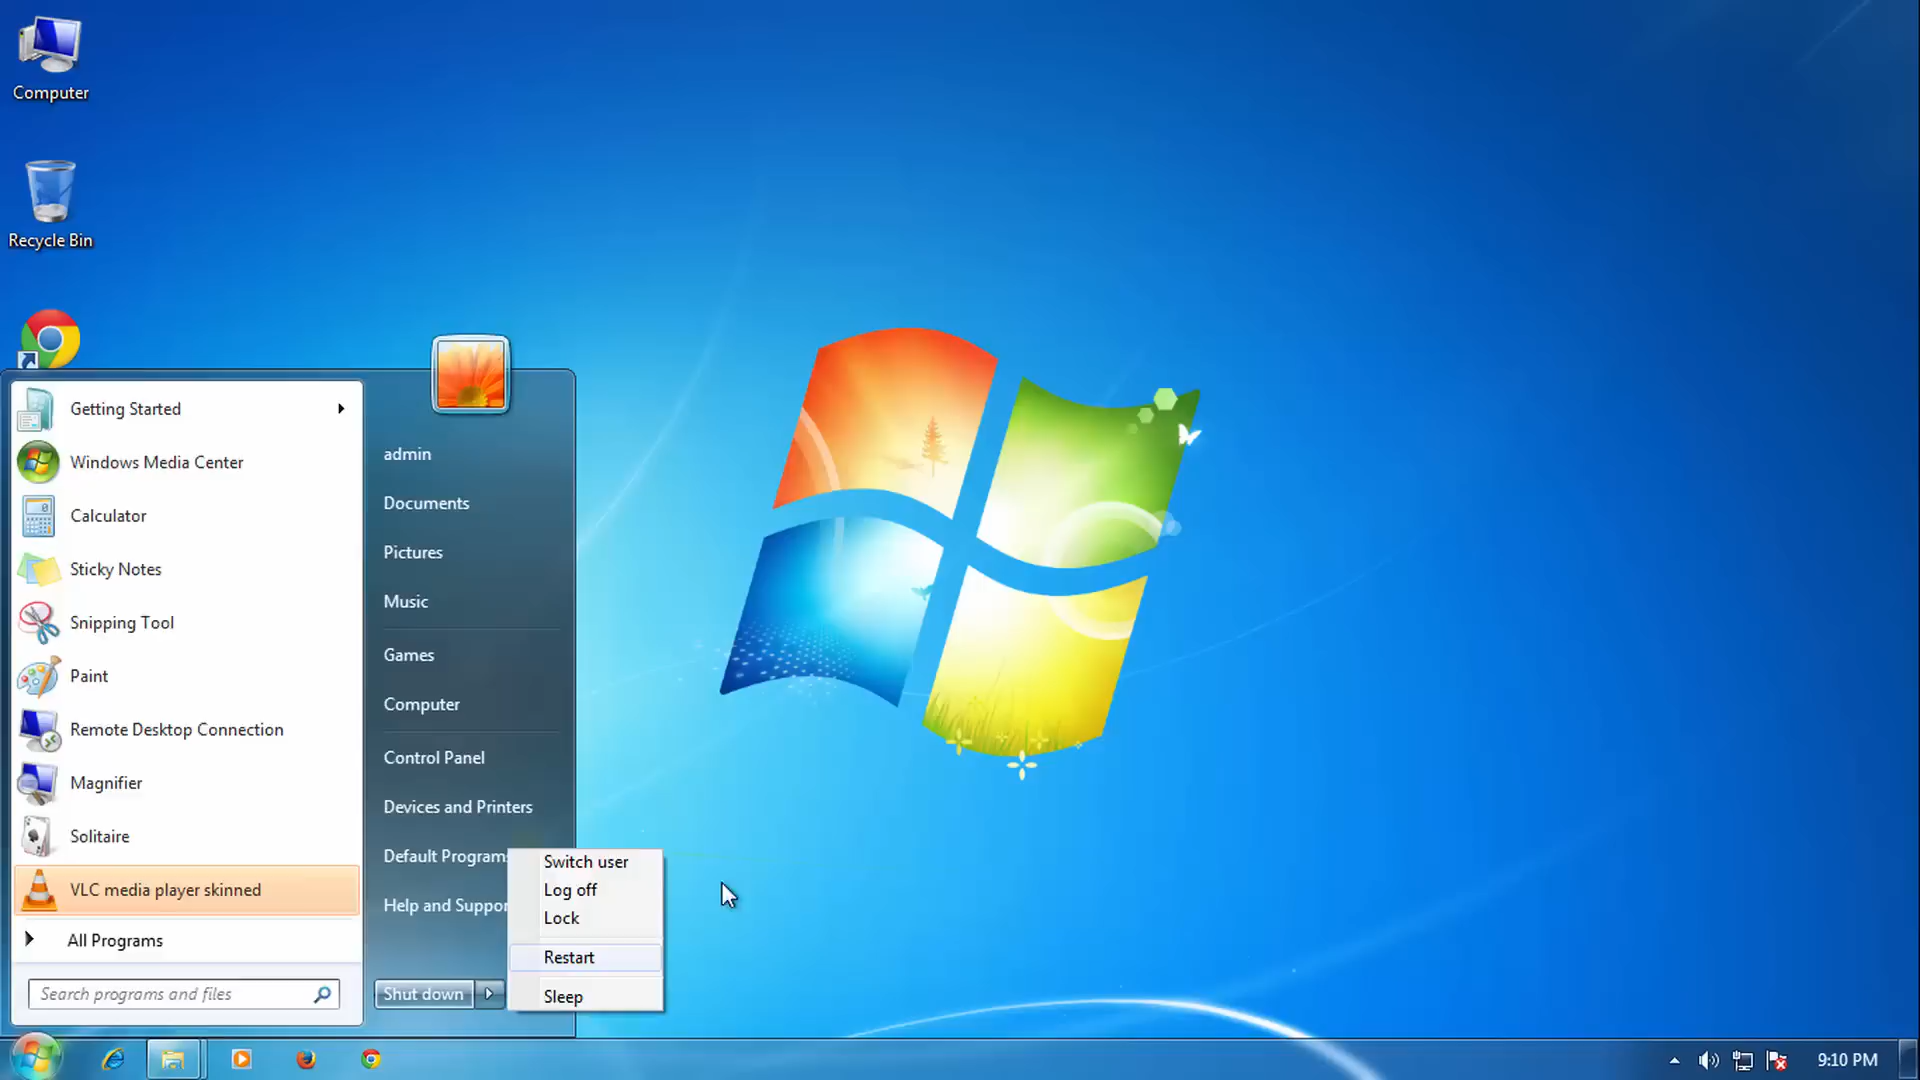 Computer
Recycle Bin
Getting Started
Windows Media Center
Calculator
Sticky Notes
Snipping Tool
Paint
Remote Desktop Connection
Magnifier
Solitaire
VLC media player skinned
All Programs
Search programs and files
admin
Documents
Pictures
Music
Games
Computer
Control Panel
Devices and Printers
Default Program
Help and Suppor
Shut down
Switch user
Log off
Lock
Restart
Sleep
9:10 PM